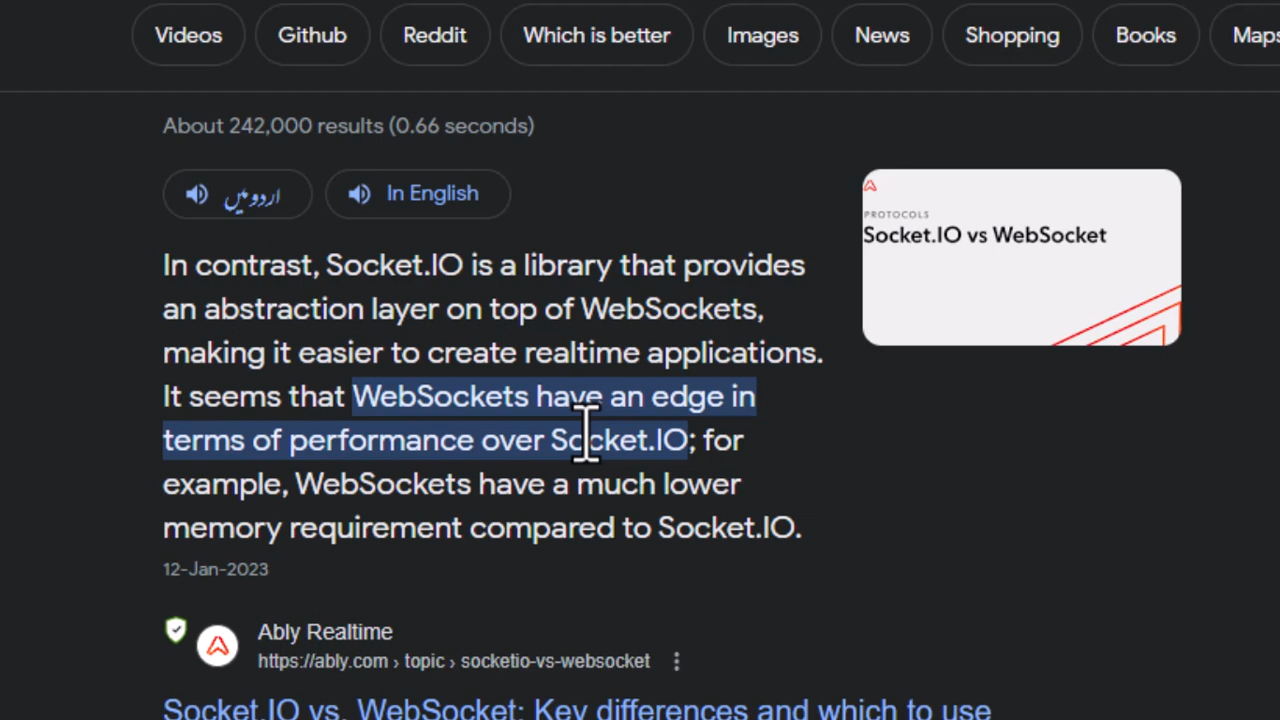 Videos Github Reddit Which is better Images News Shopping Books Maps
About 242,000 results (0.66 seconds)
اردو میں In English
In contrast, Socket.IO is a library that provides
an abstraction layer on top of WebSockets,
making it easier to create realtime applications.
It seems that WebSockets have an edge in
terms of performance over Socket.IO; for
example, WebSockets have a much lower
memory requirement compared to Socket.IO.
12-Jan-2023
PROTOCOLS
Socket.IO vs WebSocket
Ably Realtime
https://ably.com › topic › socketio-vs-websocket
Socket.IO vs. WebSocket: Key differences and which to use